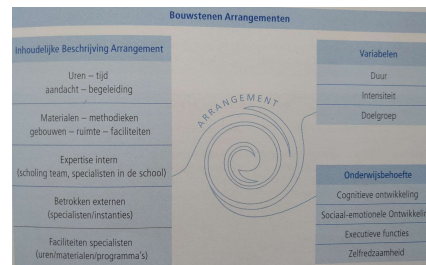 Bouwstenen Arrangementen
Inhoudelijke Beschrijving Arrangement
Uren – tijd
aandacht – begeleiding
Materialen – methodieken
gebouwen – ruimte – faciliteiten
Expertise intern
(scholing team, specialisten in de school)
Betrokken externen
(specialisten/instanties)
Faciliteiten specialisten
(uren/materialen/programma's)
ARRANGEMENT
Variabelen
Duur
Intensiteit
Doelgroep
Onderwijsbehoefte
Cognitieve ontwikkeling
Sociaal-emotionele Ontwikkelin
Executieve functies
Zelfredzaamheid